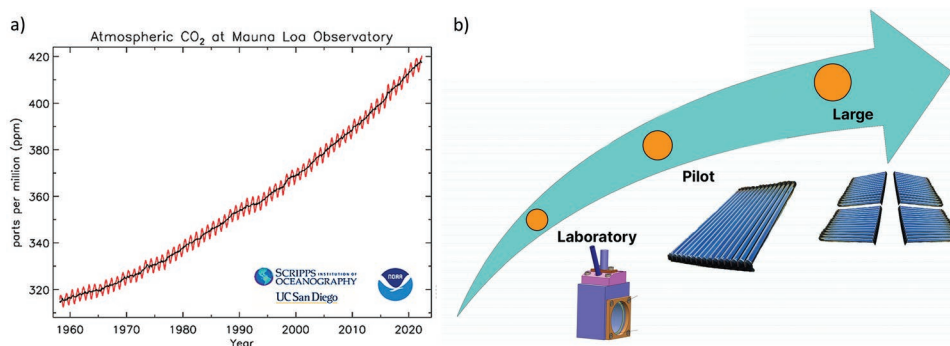 a)
Atmospheric CO₂ at Mauna Loa Observatory
parts per million (ppm)
420
400
380
360
340
320
1960
1970
1980
1990
2000
2010
2020
Year
SCRIPPS INSTITUTION OF
OCEANOGRAPHY
UC San Diego
NOAA
b)
Large
Pilot
Laboratory